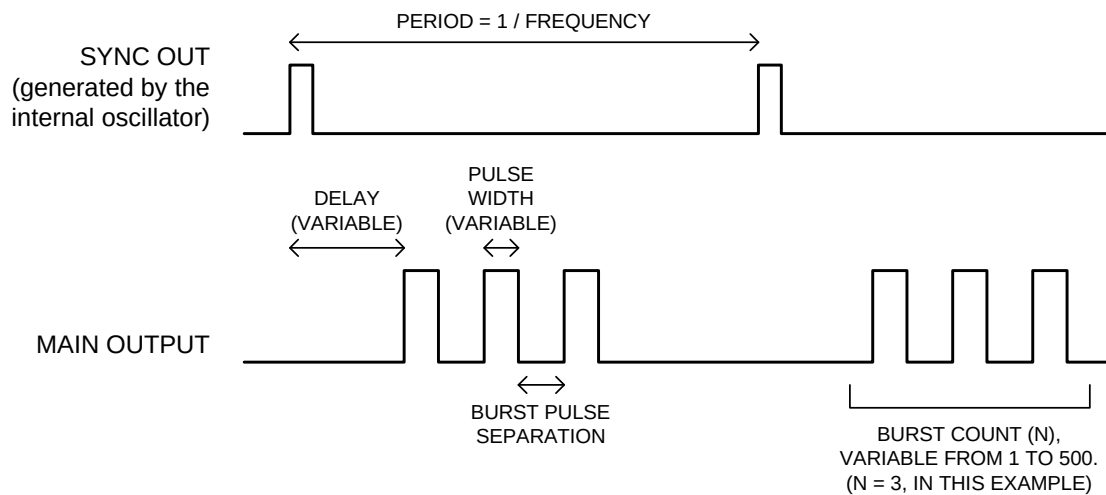 PERIOD = 1 / FREQUENCY
SYNC OUT
(generated by the
internal oscillator)
DELAY
(VARIABLE)
PULSE
WIDTH
(VARIABLE)
MAIN OUTPUT
BURST PULSE
SEPARATION
BURST COUNT (N),
VARIABLE FROM 1 TO 500.
(N = 3, IN THIS EXAMPLE)